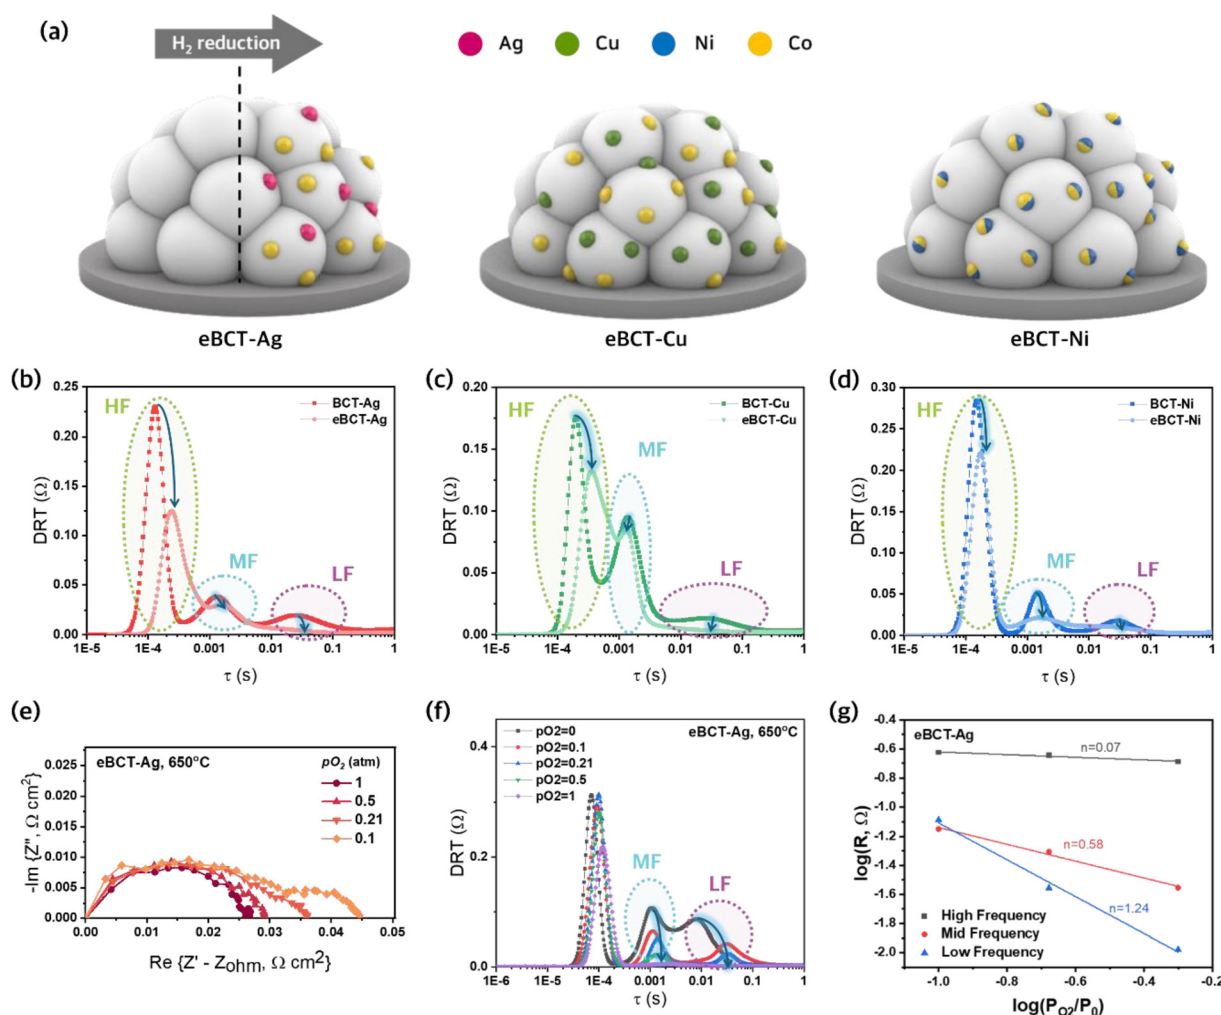 (a)
H₂ reduction
Ag
Cu
Ni
Co
eBCT-Ag
eBCT-Cu
eBCT-Ni
(b)
0.25
0.20
0.15
0.10
0.05
0.00
DRT (Ω)
HF
MF
LF
BCT-Ag
eBCT-Ag
1E-5
1E-4
0.001
0.01
0.1
1
τ (s)
(c)
0.20
0.15
0.10
0.05
0.00
DRT (Ω)
HF
MF
LF
BCT-Cu
eBCT-Cu
1E-5
1E-4
0.001
0.01
0.1
1
τ (s)
(d)
0.30
0.25
0.20
0.15
0.10
0.05
0.00
DRT (Ω)
HF
MF
LF
BCT-Ni
eBCT-Ni
1E-5
1E-4
0.001
0.01
0.1
1
τ (s)
(e)
0.025
0.020
0.015
0.010
0.005
0.000
-Im {Z'', Ω cm²}
eBCT-Ag, 650°C
pO₂ (atm)
1
0.5
0.21
0.1
0.00
0.01
0.02
0.03
0.04
0.05
Re {Z' - Zohm, Ω cm²}
(f)
0.4
0.2
0.0
DRT (Ω)
pO2=0
pO2=0.1
pO2=0.21
pO2=0.5
pO2=1
eBCT-Ag, 650°C
MF
LF
1E-5
1E-4
0.001
0.01
0.1
1
τ (s)
(g)
-0.4
-0.6
-0.8
-1.0
-1.2
-1.4
-1.6
-1.8
-2.0
log(R, Ω)
eBCT-Ag
n=0.07
n=0.58
n=1.24
High Frequency
Mid Frequency
Low Frequency
-1.0
-0.8
-0.6
-0.4
-0.2
log(P_O₂/P₀)